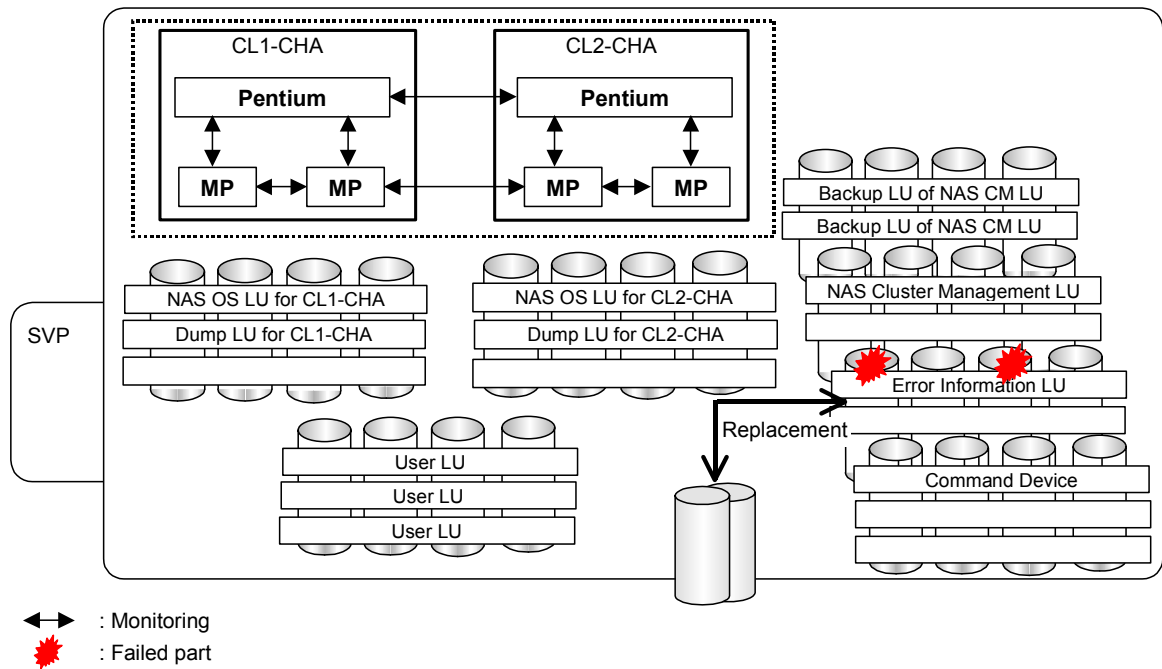 CL1-CHA
CL2-CHA
Pentium
Pentium
MP
MP
MP
MP
Backup LU of NAS CM LU
Backup LU of NAS CM LU
NAS OS LU for CL1-CHA
NAS OS LU for CL2-CHA
NAS Cluster Management LU
SVP
Dump LU for CL1-CHA
Dump LU for CL2-CHA
Error Information LU
Replacement
User LU
User LU
User LU
Command Device
: Monitoring
: Failed part